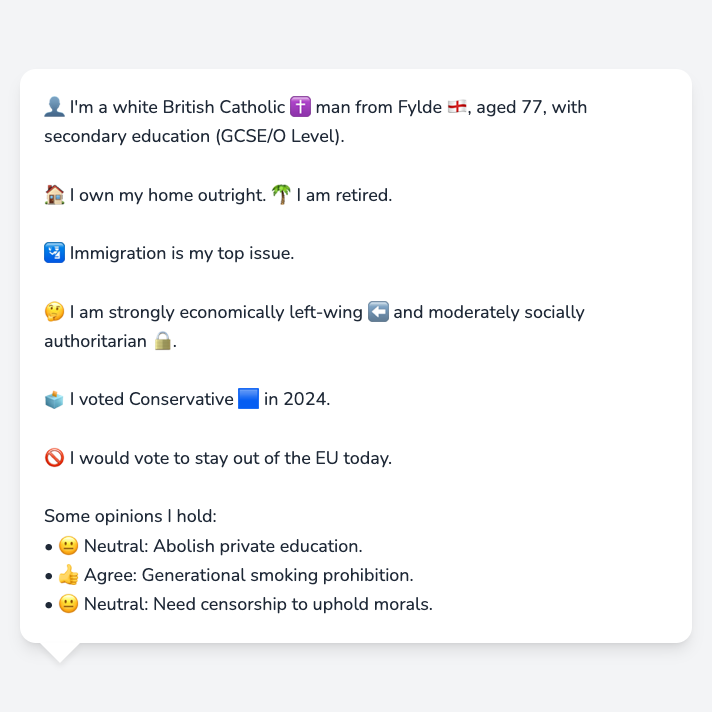 👤 I'm a white British Catholic ✝️ man from Fylde 🏴󠁧󠁢󠁥󠁮󠁧󠁿, aged 77, with
secondary education (GCSE/O Level).
🏠 I own my home outright. 🌴 I am retired.
🛂 Immigration is my top issue.
🤔 I am strongly economically left-wing ⬅️ and moderately socially
authoritarian 🔒.
🗳️ I voted Conservative 🟦 in 2024.
🚫 I would vote to stay out of the EU today.
Some opinions I hold:
• 😐 Neutral: Abolish private education.
• 👍 Agree: Generational smoking prohibition.
• 😐 Neutral: Need censorship to uphold morals.